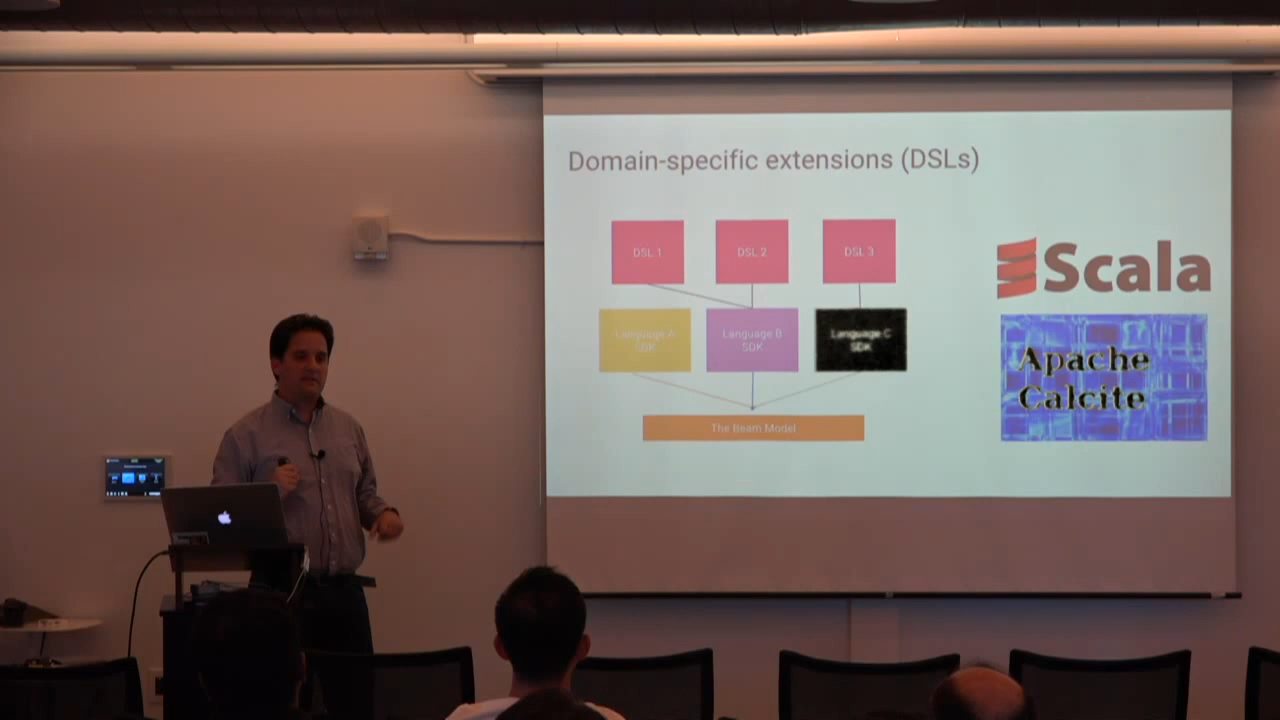 Domain-specific extensions (DSLs)
DSL 1
DSL 2
DSL 3
Language A
SDK
Language B
SDK
Language C
SDK
The Beam Model
Scala
Apache
Calcite